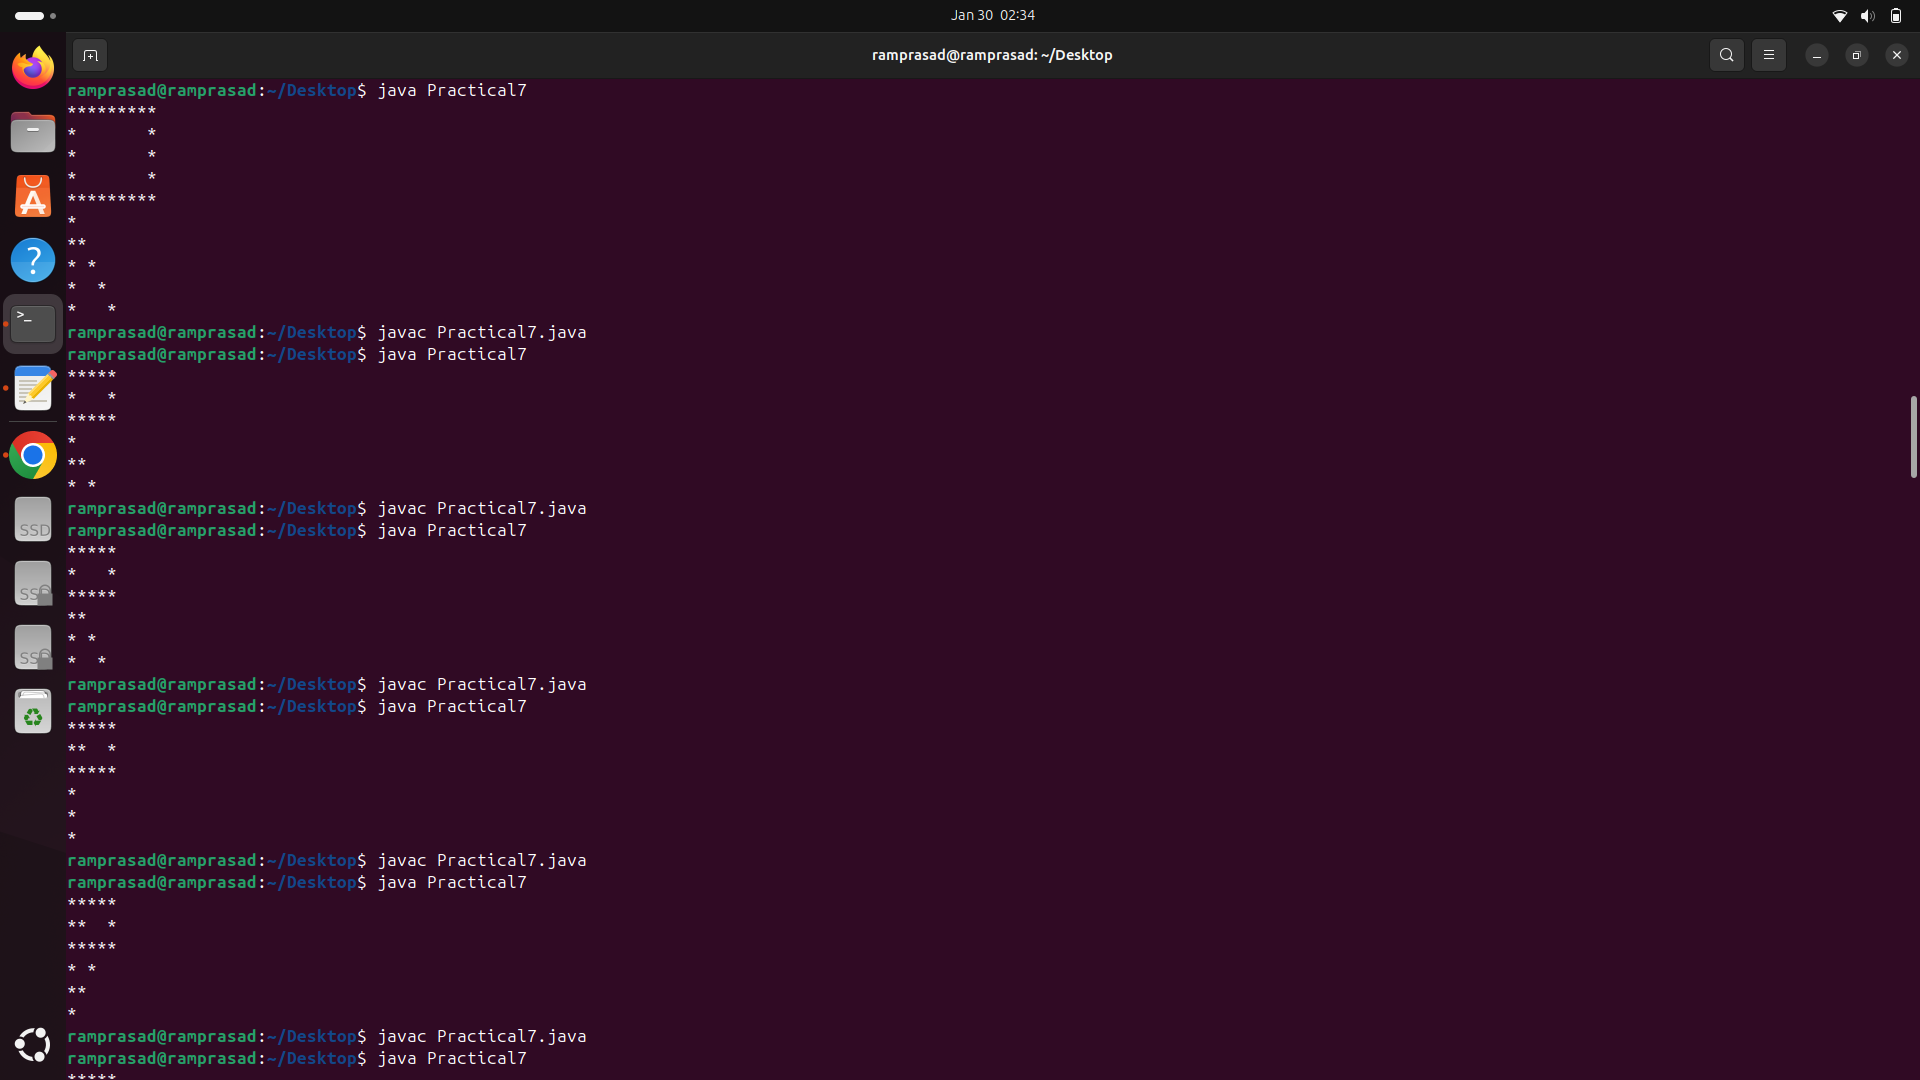 Jan 30 02:34
ramprasad@ramprasad: ~/Desktop
ramprasad@ramprasad:~/Desktop$ java Practical7
*********
*       *
*       *
*       *
*********
*
**
* *
*  *
*   *
ramprasad@ramprasad:~/Desktop$ javac Practical7.java
ramprasad@ramprasad:~/Desktop$ java Practical7
*****
*   *
*****
*
**
* *
ramprasad@ramprasad:~/Desktop$ javac Practical7.java
ramprasad@ramprasad:~/Desktop$ java Practical7
*****
*   *
*****
**
* *
*  *
ramprasad@ramprasad:~/Desktop$ javac Practical7.java
ramprasad@ramprasad:~/Desktop$ java Practical7
*****
**  *
*****
*
*
*
ramprasad@ramprasad:~/Desktop$ javac Practical7.java
ramprasad@ramprasad:~/Desktop$ java Practical7
*****
**  *
*****
* *
**
*
ramprasad@ramprasad:~/Desktop$ javac Practical7.java
ramprasad@ramprasad:~/Desktop$ java Practical7
*****
?
>_
SSD
SSD
SSD